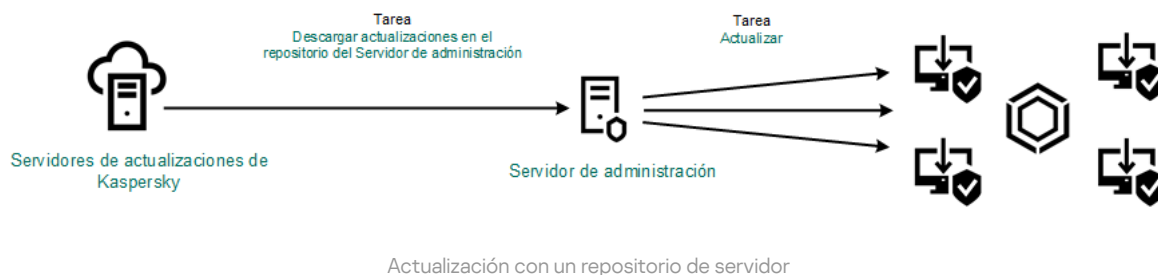 Tarea
Descargar actualizaciones en el
repositorio del Servidor de administración
Tarea
Actualizar
Servidores de actualizaciones de
Kaspersky
Servidor de administración
Actualización con un repositorio de servidor